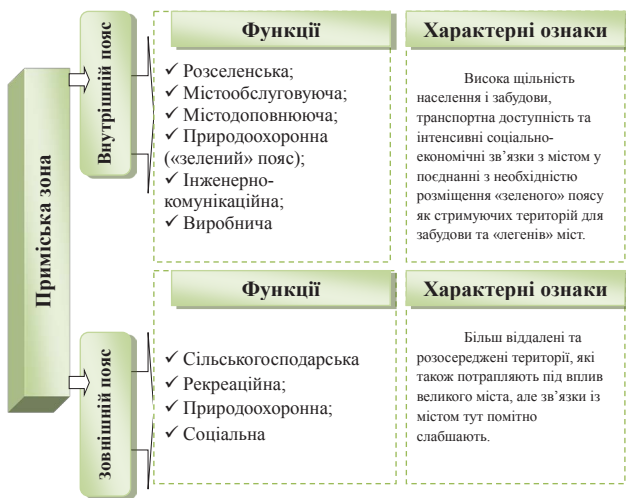 Приміська зона
Внутрішній пояс
Функції
✓ Розселенська;
✓ Містообслуговуюча;
✓ Містодоповнююча;
✓ Природоохоронна
(«зелений» пояс);
✓ Інженерно-
комунікаційна;
✓ Виробнича
Характерні ознаки
Висока щільність
населення і забудови,
транспортна доступність та
інтенсивні соціально-
економічні зв’язки з містом у
поєднанні з необхідністю
розміщення «зеленого» поясу
як стримуючих територій для
забудови та «легенів» міст.
Зовнішній пояс
Функції
✓ Сільськогосподарська
✓ Рекреаційна;
✓ Природоохоронна;
✓ Соціальна
Характерні ознаки
Більш віддалені та
розосереджені території, які
також потрапляють під вплив
великого міста, але зв’язки із
містом тут помітно
слабшають.